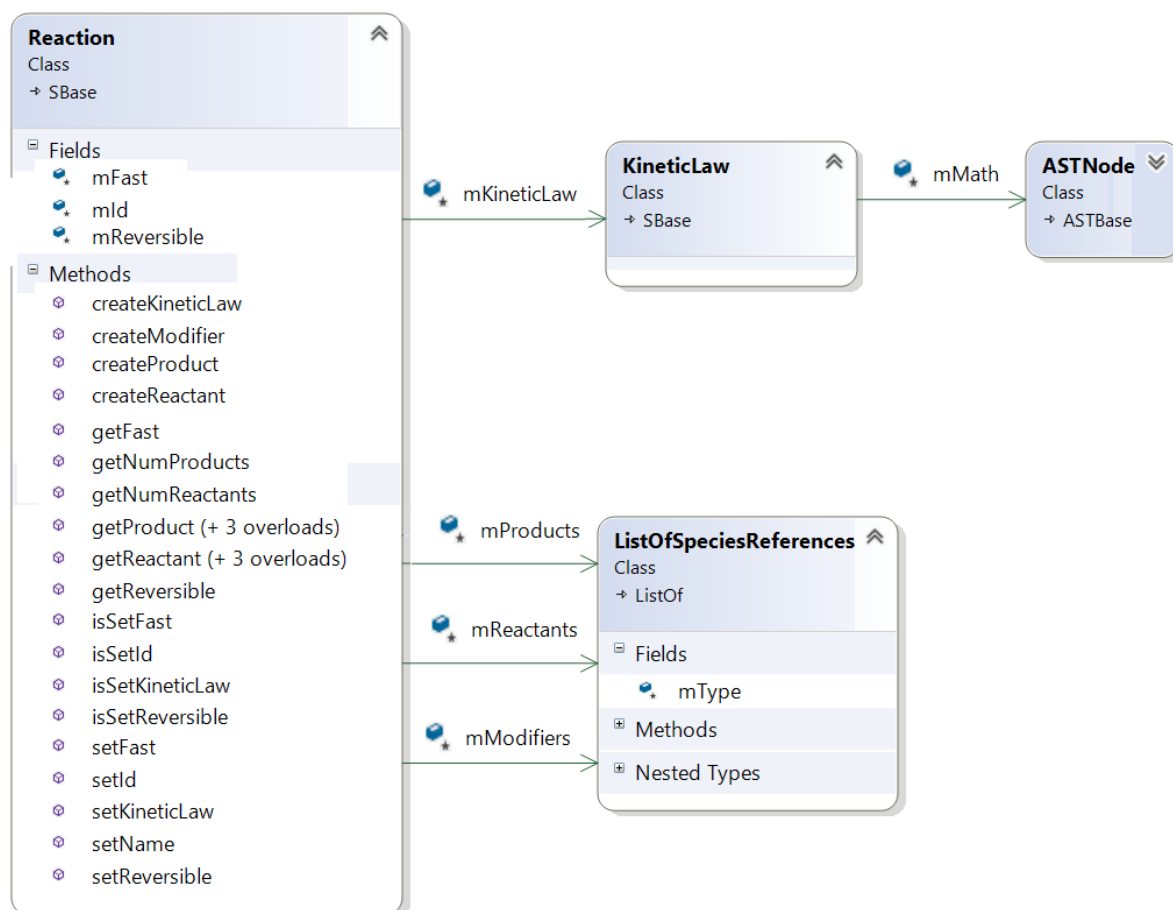 Reaction
Class
SBase
Fields
mFast
mId
mReversible
Methods
createKineticLaw
createModifier
createProduct
createReactant
getFast
getNumProducts
getNumReactants
getProduct (+ 3 overloads)
getReactant (+ 3 overloads)
getReversible
isSetFast
isSetId
isSetKineticLaw
isSetReversible
setFast
setId
setKineticLaw
setName
setReversible
mKineticLaw
KineticLaw
Class
SBase
mMath
ASTNode
Class
ASTBase
mProducts
mReactants
mModifiers
ListOfSpeciesReferences
Class
ListOf
Fields
mType
Methods
Nested Types